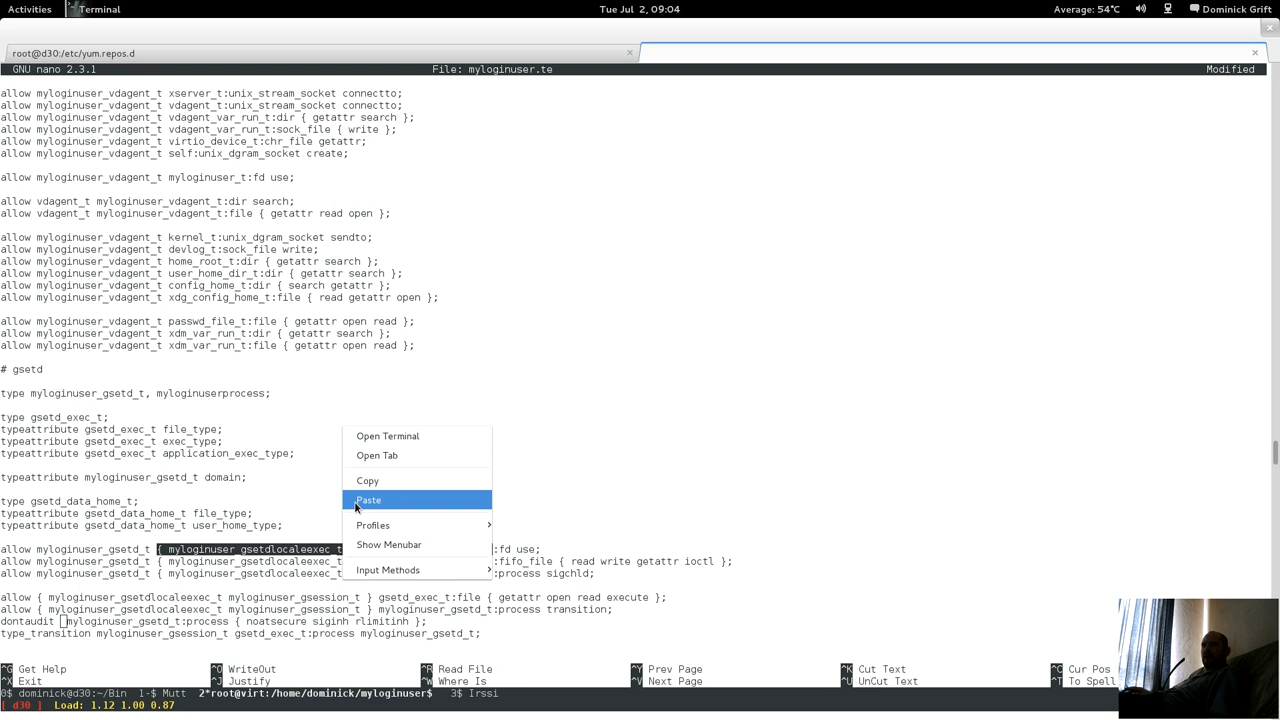 Activities Terminal Tue Jul 2, 09:04 Average: 54°C Dominick Grift
root@d30:/etc/yum.repos.d
GNU nano 2.3.1 File: myloginuser.te Modified
allow myloginuser_vdagent_t xserver_t:unix_stream_socket connectto;
allow myloginuser_vdagent_t vdagent_t:unix_stream_socket connectto;
allow myloginuser_vdagent_t vdagent_var_run_t:dir { getattr search };
allow myloginuser_vdagent_t vdagent_var_run_t:sock_file { write };
allow myloginuser_vdagent_t virtio_device_t:chr_file getattr;
allow myloginuser_vdagent_t self:unix_dgram_socket create;
allow myloginuser_vdagent_t myloginuser_t:fd use;
allow vdagent_t myloginuser_vdagent_t:dir search;
allow vdagent_t myloginuser_vdagent_t:file { getattr read open };
allow myloginuser_vdagent_t kernel_t:unix_dgram_socket sendto;
allow myloginuser_vdagent_t devlog_t:sock_file write;
allow myloginuser_vdagent_t home_root_t:dir { getattr search };
allow myloginuser_vdagent_t user_home_dir_t:dir { getattr search };
allow myloginuser_vdagent_t config_home_t:dir { search getattr };
allow myloginuser_vdagent_t xdg_config_home_t:file { read getattr open };
allow myloginuser_vdagent_t passwd_file_t:file { getattr open read };
allow myloginuser_vdagent_t xdm_var_run_t:dir { getattr search };
allow myloginuser_vdagent_t xdm_var_run_t:file { getattr open read };
# gsetd
type myloginuser_gsetd_t, myloginuserprocess;
type gsetd_exec_t;
typeattribute gsetd_exec_t file_type;
typeattribute gsetd_exec_t exec_type;
typeattribute gsetd_exec_t application_exec_type;
typeattribute myloginuser_gsetd_t domain;
type gsetd_data_home_t;
typeattribute gsetd_data_home_t file_type;
typeattribute gsetd_data_home_t user_home_type;
Open Terminal
Open Tab
Copy
Paste
Profiles
Show Menubar
Input Methods
allow myloginuser_gsetd_t { myloginuser_gsetdlocaleexec_t :fd use;
allow myloginuser_gsetd_t { myloginuser_gsetdlocaleexec_t :fifo_file { read write getattr ioctl };
allow myloginuser_gsetd_t { myloginuser_gsetdlocaleexec_t :process sigchld;
allow { myloginuser_gsetdlocaleexec_t myloginuser_gsession_t } gsetd_exec_t:file { getattr open read execute };
allow { myloginuser_gsetdlocaleexec_t myloginuser_gsession_t } myloginuser_gsetd_t:process transition;
dontaudit myloginuser_gsetd_t:process { noatsecure siginh rlimitinh };
type_transition myloginuser_gsession_t gsetd_exec_t:process myloginuser_gsetd_t;
^G Get Help ^O WriteOut ^R Read File ^Y Prev Page ^K Cut Text ^C Cur Pos
^X Exit ^J Justify ^W Where Is ^V Next Page ^U UnCut Text ^T To Spell
0$ dominick@d30:~/Bin 1-$ Mutt 2*root@virt:/home/dominick/myloginuser$ 3$ Irssi
[ d30 ] Load: 1.12 1.00 0.87